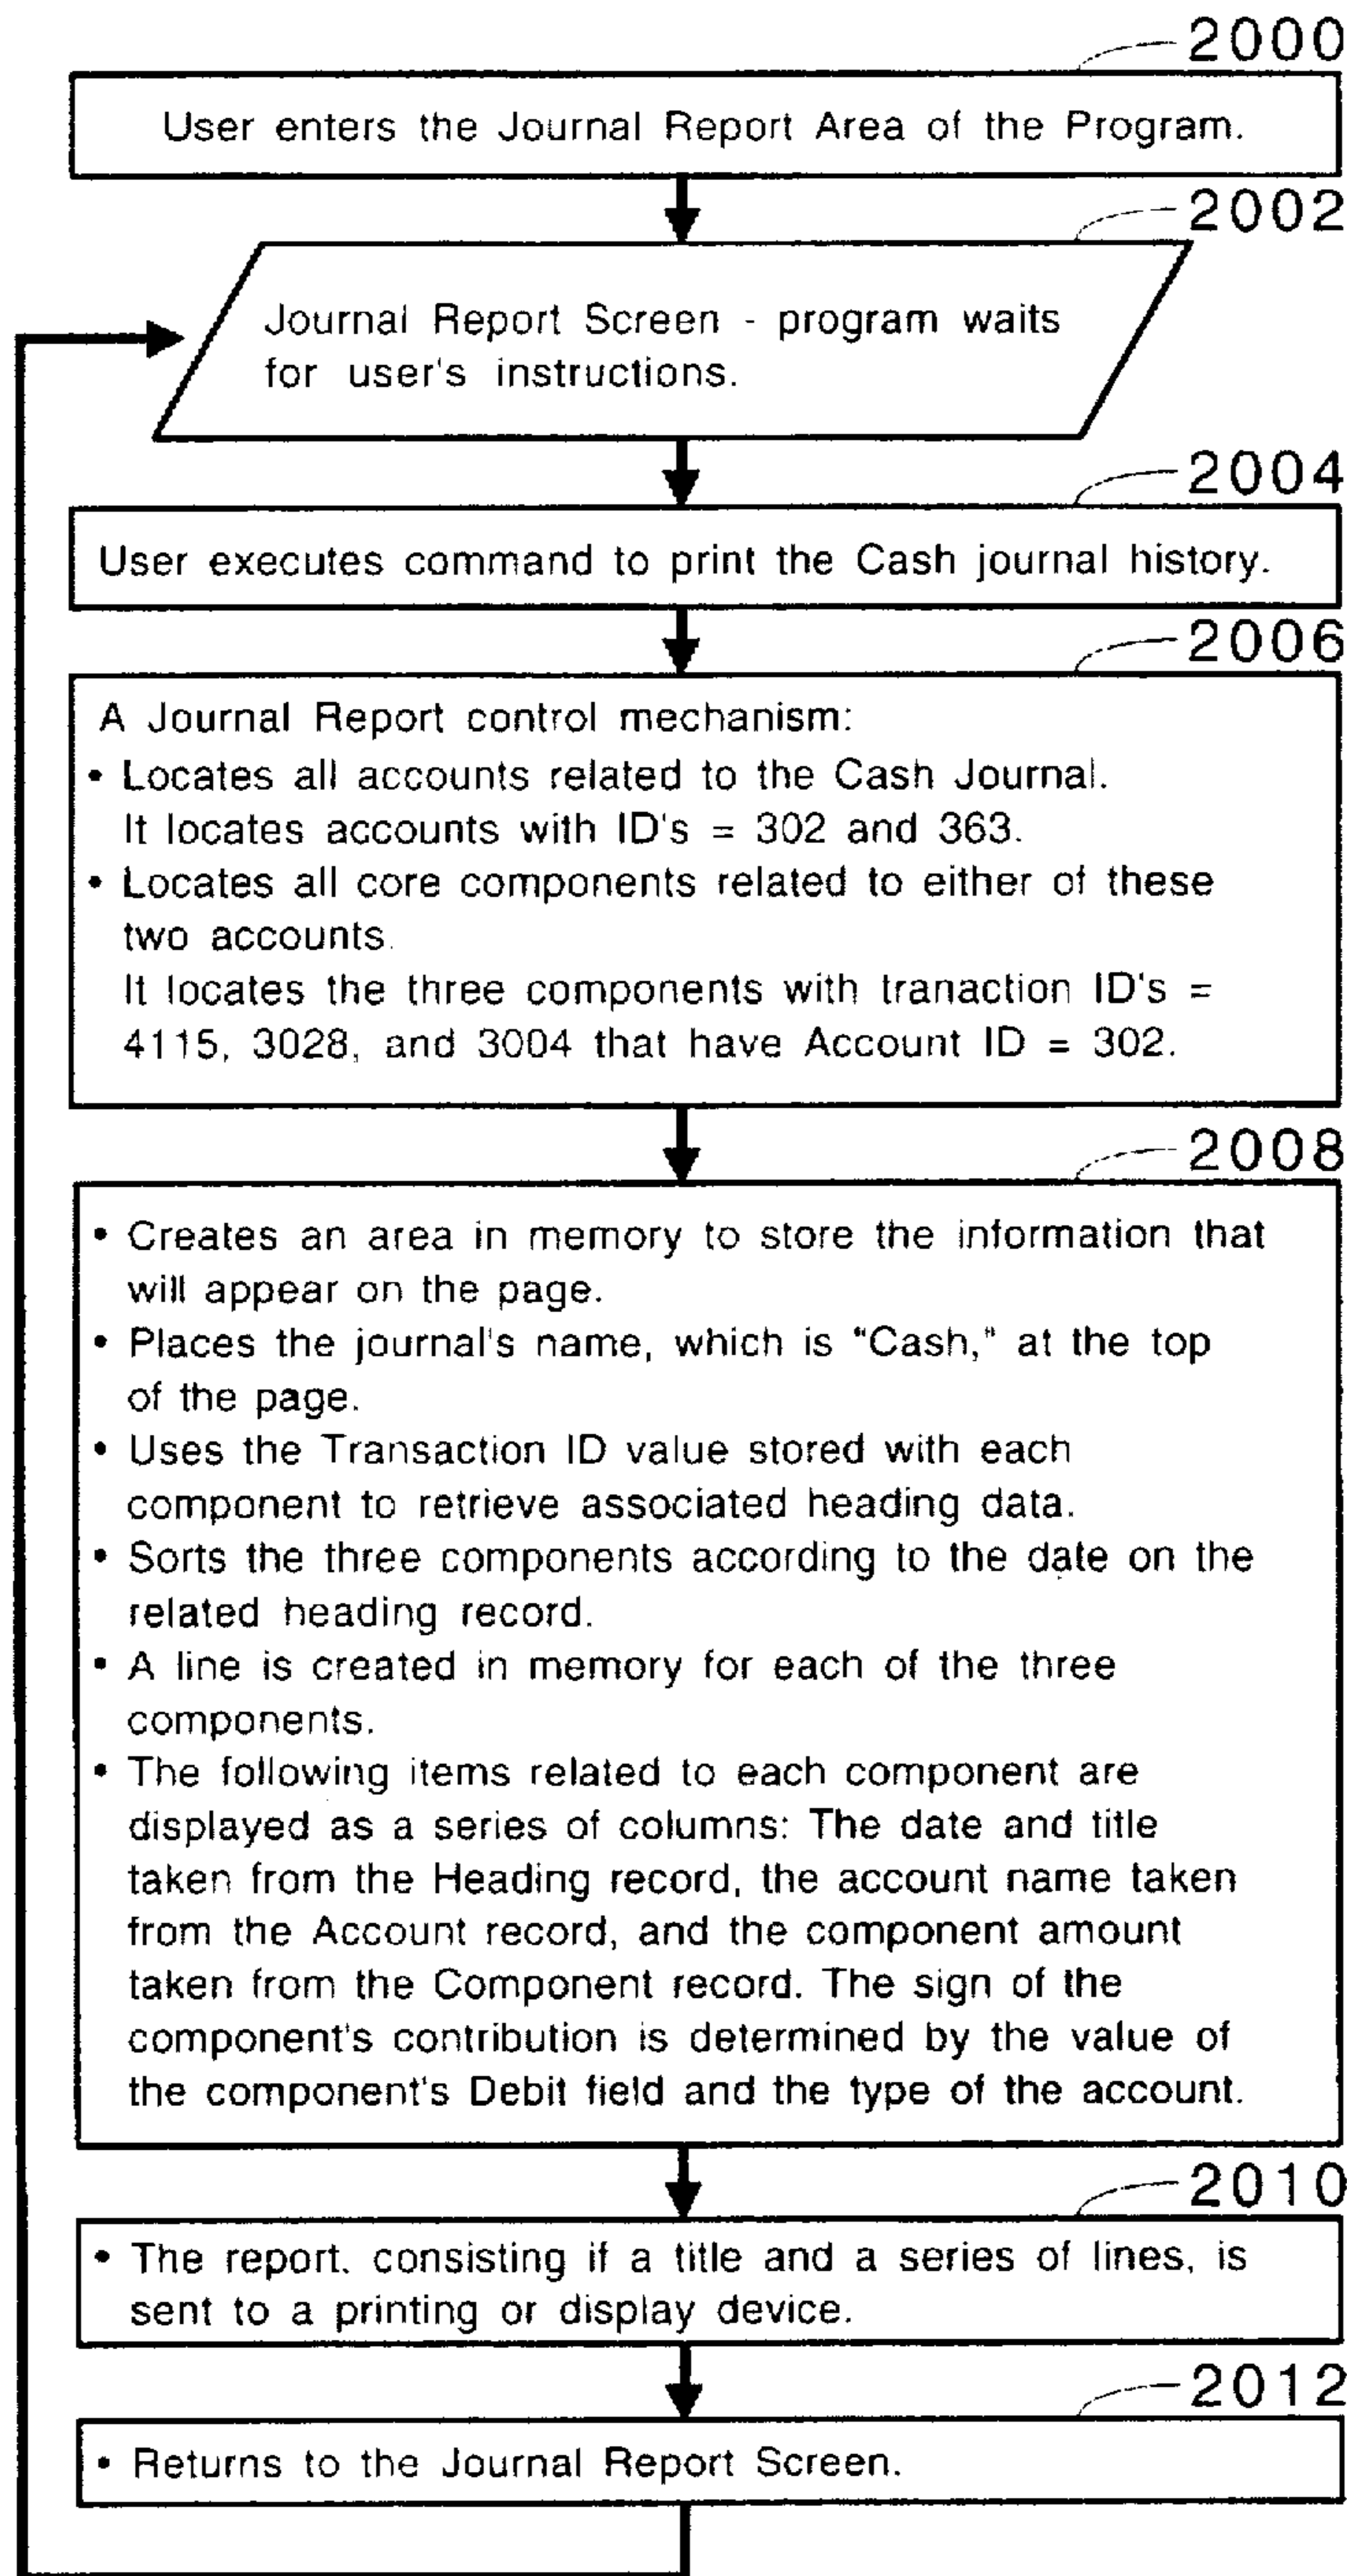 2000
User enters the Journal Report Area of the Program.
2002
Journal Report Screen - program waits
for user's instructions.
2004
User executes command to print the Cash journal history.
2006
A Journal Report control mechanism:
• Locates all accounts related to the Cash Journal.
It locates accounts with ID's = 302 and 363.
• Locates all core components related to either of these
two accounts.
It locates the three components with tranaction ID's =
4115, 3028, and 3004 that have Account ID = 302.
2008
• Creates an area in memory to store the information that
will appear on the page.
• Places the journal's name, which is "Cash," at the top
of the page.
• Uses the Transaction ID value stored with each
component to retrieve associated heading data.
• Sorts the three components according to the date on the
related heading record.
• A line is created in memory for each of the three
components.
• The following items related to each component are
displayed as a series of columns: The date and title
taken from the Heading record, the account name taken
from the Account record, and the component amount
taken from the Component record. The sign of the
component's contribution is determined by the value of
the component's Debit field and the type of the account.
2010
• The report. consisting if a title and a series of lines, is
sent to a printing or display device.
2012
• Returns to the Journal Report Screen.